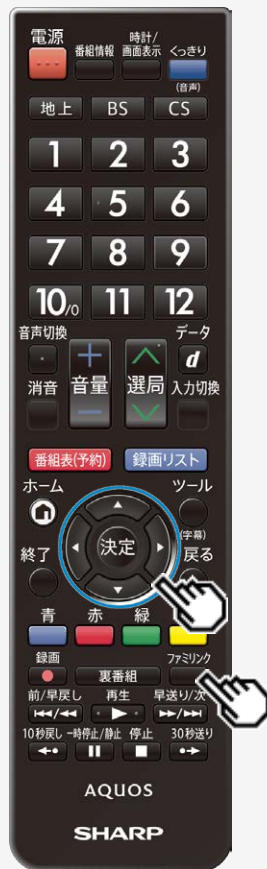 電源
番組情報
時計/
画面表示
くっきり
(音声)
地上 BS CS
1 2 3
4 5 6
7 8 9
10/0 11 12
音声切換
データ
d
消音
音量
選局
入力切換
番組表(予約) 録画リスト
ホーム
ツール
決定
(字幕)
終了
戻る
青 赤 緑
録画
裏番組
ファミリンク
前/早戻し 再生 早送り/次
10秒戻し 一時停止/静止 停止 30秒送り
AQUOS
SHARP